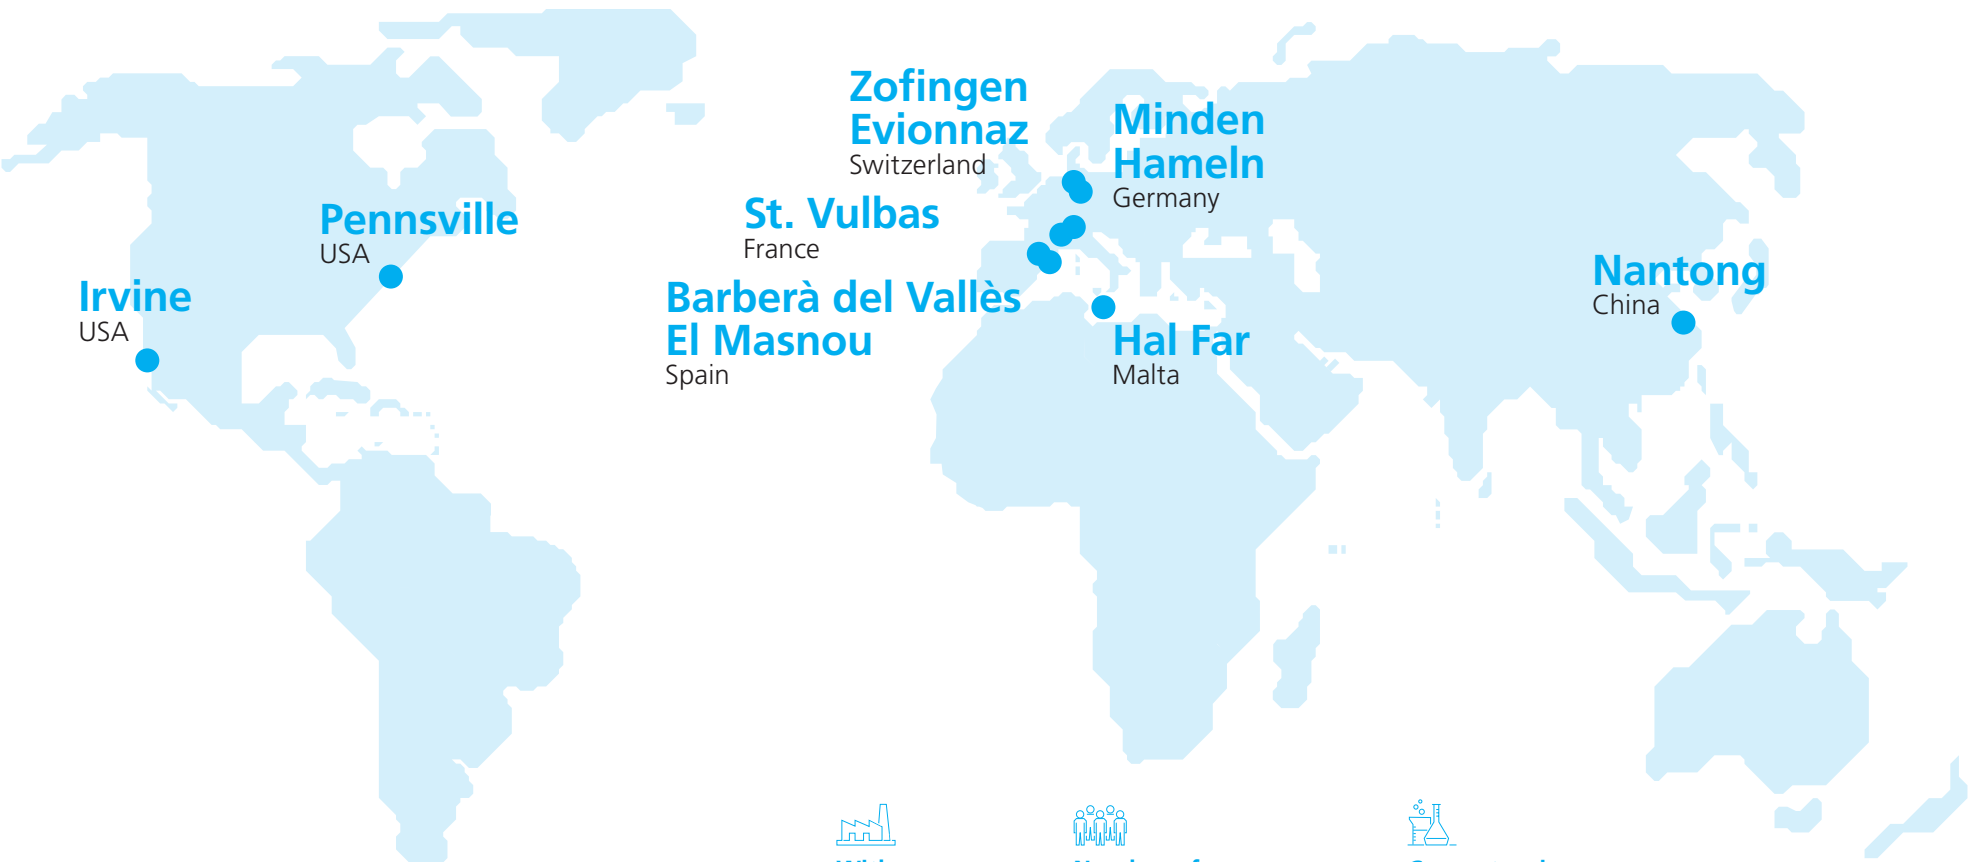 Zofingen
Evionnaz
Switzerland
Minden
Hameln
Germany
St. Vulbas
France
Pennsville
USA
Irvine
USA
Barberà del Vallès
El Masnou
Spain
Hal Far
Malta
Nantong
China